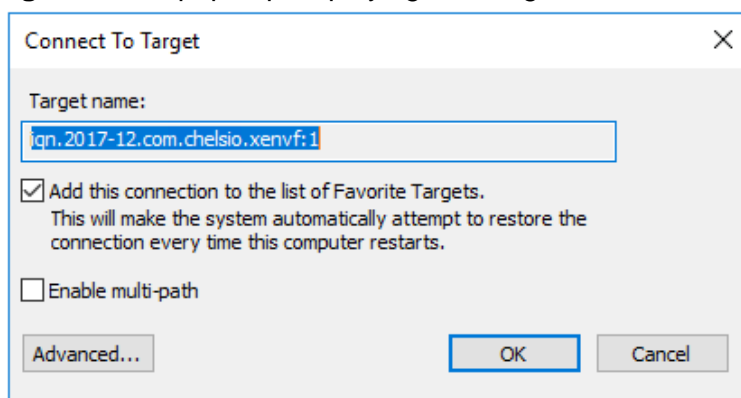 Connect To Target
Target name:
iqn.2017-12.com.chelsio.xenvf:1
Add this connection to the list of Favorite Targets.
This will make the system automatically attempt to restore the
connection every time this computer restarts.
Enable multi-path
Advanced...
OK
Cancel